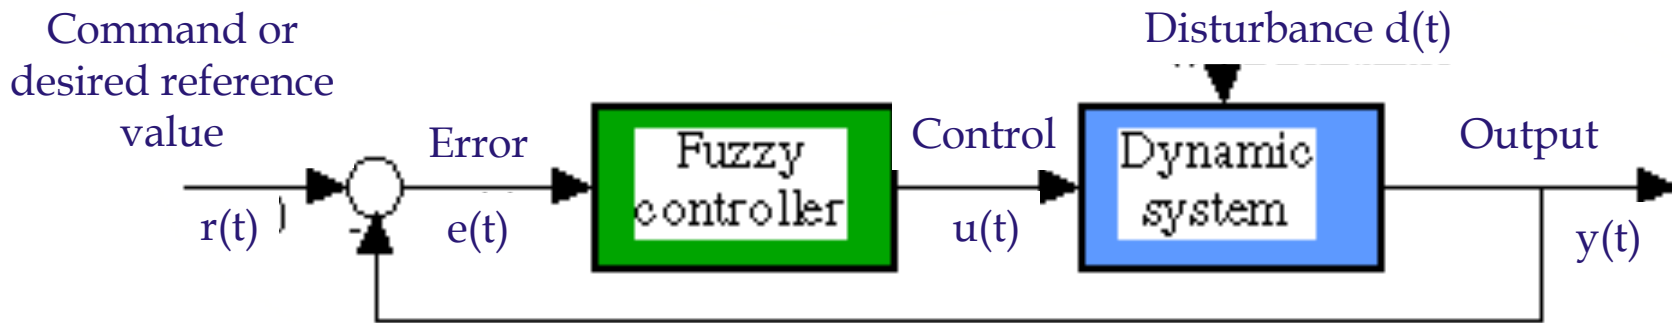 Command or
desired reference
value
Disturbance d(t)
Error
Fuzzy
controller
Control
Dynamic
system
Output
r(t)
-
e(t)
u(t)
y(t)